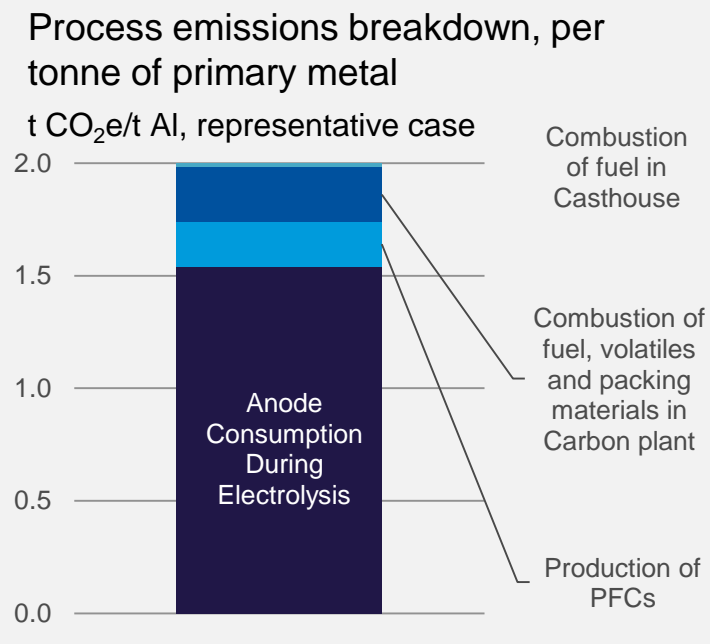 Process emissions breakdown, per
tonne of primary metal
t CO₂e/t Al, representative case
2.0
1.5
1.0
0.5
0.0
Anode
Consumption
During
Electrolysis
Combustion
of fuel in
Casthouse
Combustion of
fuel, volatiles
and packing
materials in
Carbon plant
Production of
PFCs